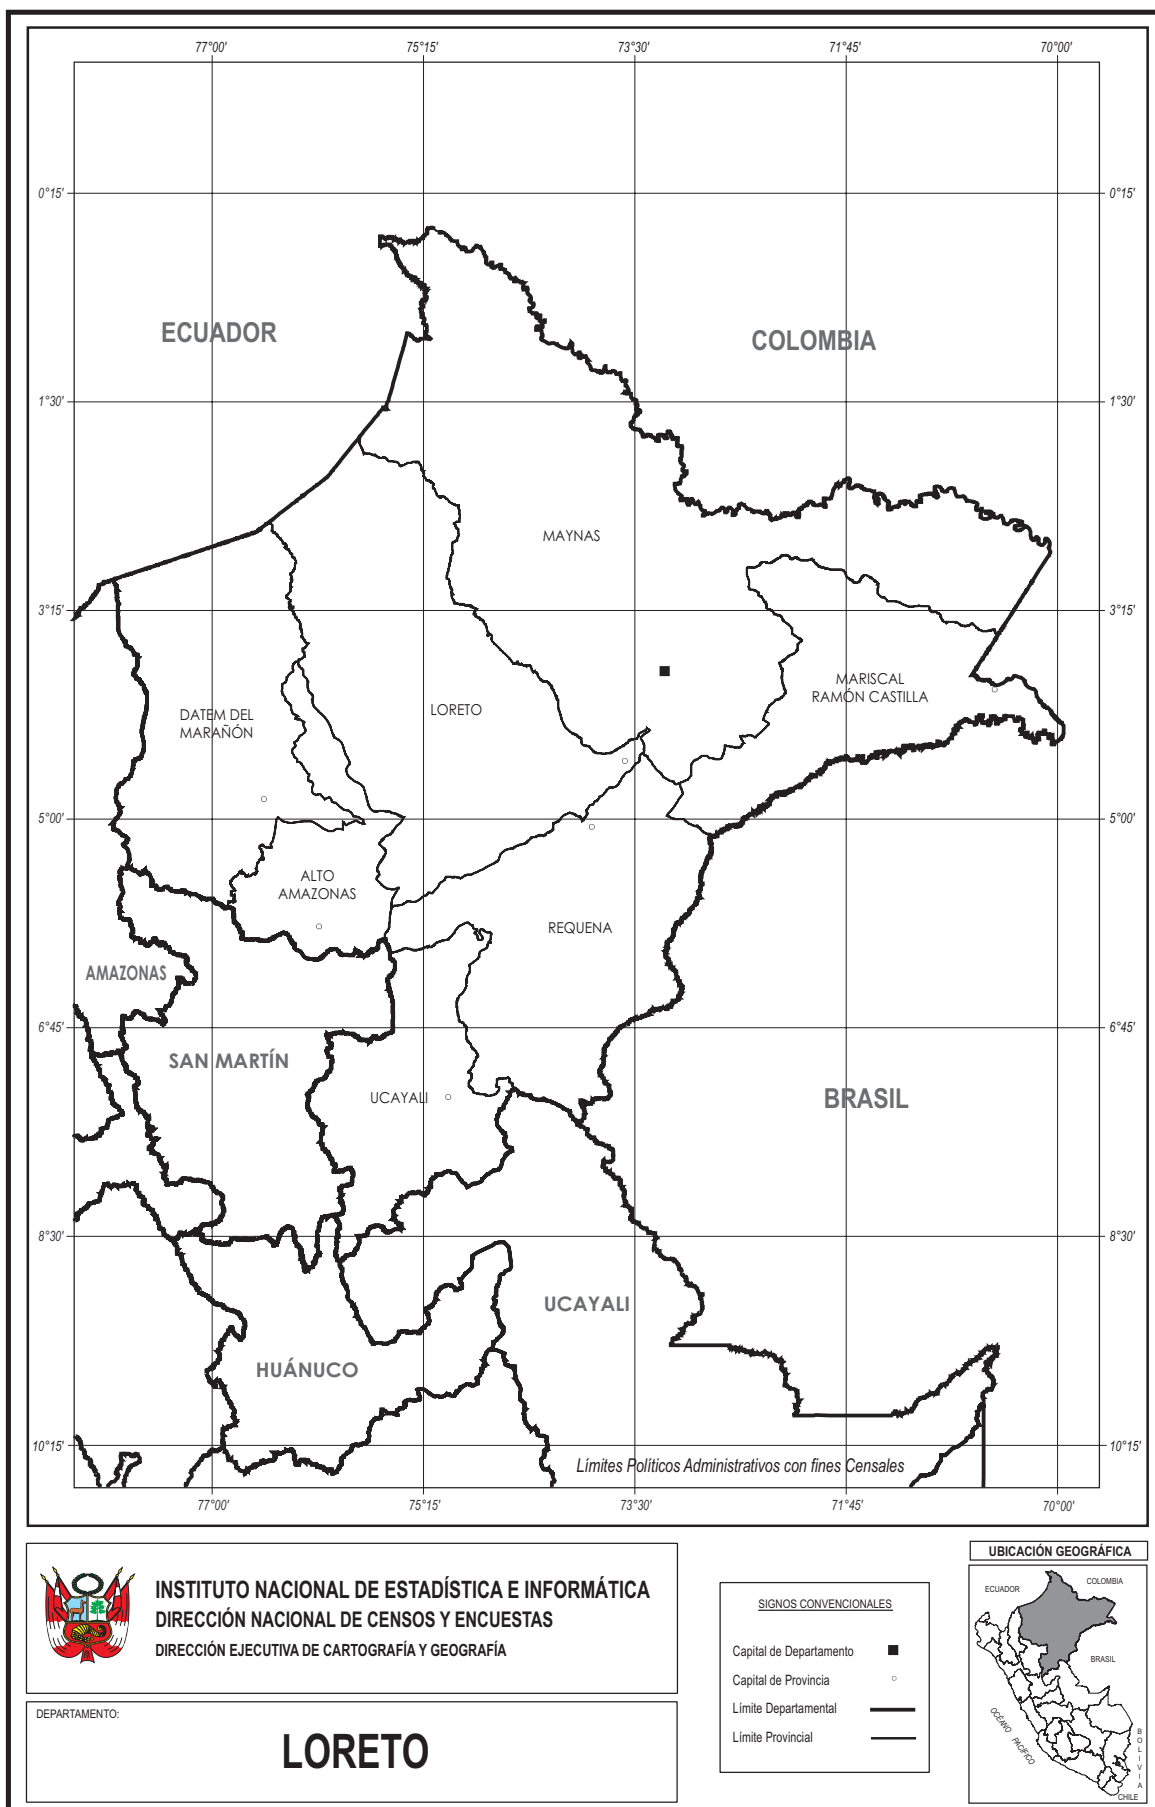 77°00'
75°15'
73°30'
71°45'
70°00'
0°15'
0°15'
ECUADOR
COLOMBIA
1°30'
1°30'
MAYNAS
3°15'
3°15'
MARISCAL
RAMÓN CASTILLA
LORETO
DATEM DEL
MARAÑÓN
5°00'
5°00'
ALTO
AMAZONAS
REQUENA
AMAZONAS
6°45'
6°45'
SAN MARTÍN
UCAYALI
BRASIL
8°30'
8°30'
UCAYALI
HUÁNUCO
10°15'
10°15'
Límites Políticos Administrativos con fines Censales
77°00'
75°15'
73°30'
71°45'
70°00'
INSTITUTO NACIONAL DE ESTADÍSTICA E INFORMÁTICA
DIRECCIÓN NACIONAL DE CENSOS Y ENCUESTAS
DIRECCIÓN EJECUTIVA DE CARTOGRAFÍA Y GEOGRAFÍA
DEPARTAMENTO:
LORETO
SIGNOS CONVENCIONALES
Capital de Departamento
Capital de Provincia
Límite Departamental
Límite Provincial
UBICACIÓN GEOGRÁFICA
ECUADOR
COLOMBIA
BRASIL
OCÉANO PACÍFICO
BOLIVIA
CHILE